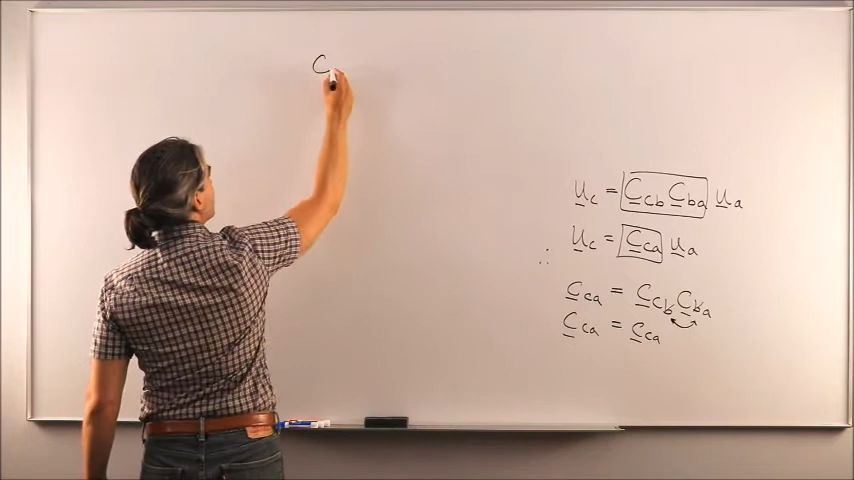 C
u_c = C_cb C_ba u_a
u_c = C_ca u_a
∴
C_ca = C_cb C_ba
C_ca = C_ca